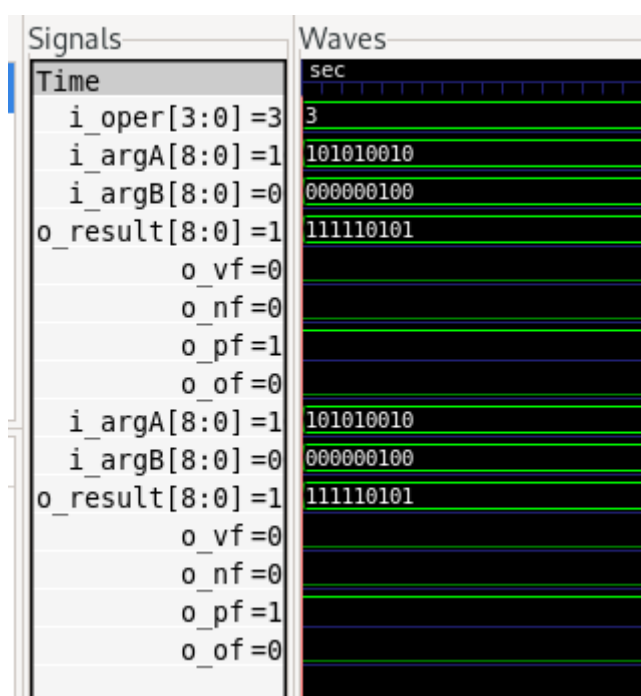 Signals Waves
Time sec
i_oper[3:0] =3 3
i_argA[8:0] =1 101010010
i_argB[8:0] =0 000000100
o_result[8:0] =1 111110101
o_vf =0
o_nf =0
o_pf =1
o_of =0
i_argA[8:0] =1 101010010
i_argB[8:0] =0 000000100
o_result[8:0] =1 111110101
o_vf =0
o_nf =0
o_pf =1
o_of =0